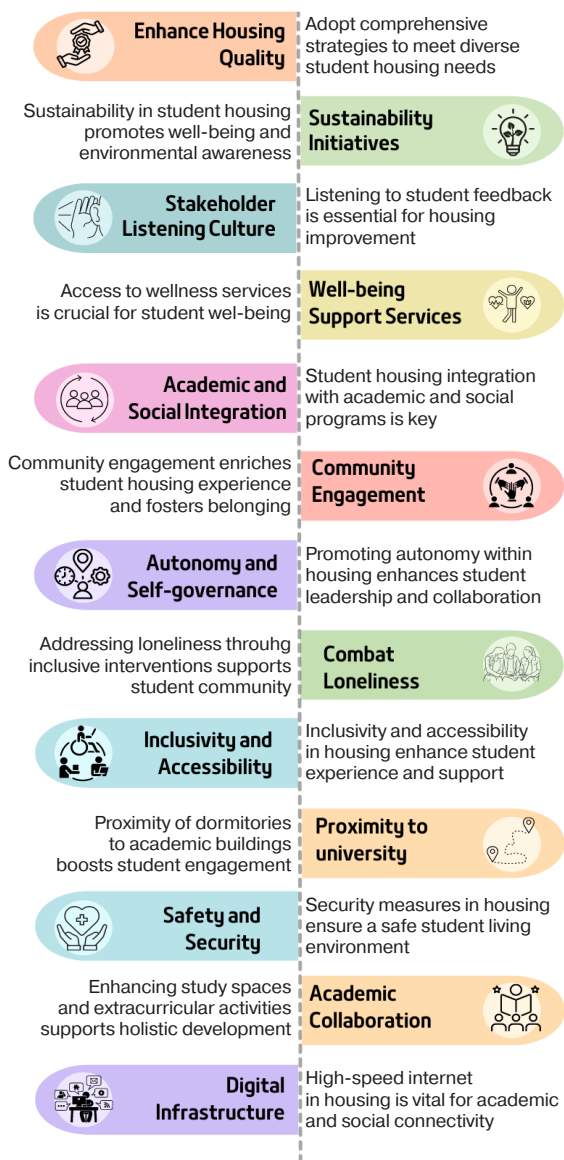 Enhance Housing
Quality
Adopt comprehensive
strategies to meet diverse
student housing needs
Sustainability in student housing
promotes well-being and
environmental awareness
Sustainability
Initiatives
Stakeholder
Listening Culture
Listening to student feedback
is essential for housing
improvement
Access to wellness services
is crucial for student wel-being
Well-being
Support Services
Academic and
Social Integration
Student housing integration
with academic and social
programs is key
Community engagement enriches
student housing experience
and fosters belonging
Community
Engagement
Autonomy and
Self-governance
Promoting autonomy within
housing enhances student
leadership and collaboration
Addressing loneliness throuhg
inclusive interventions supports
student community
Combat
Loneliness
Inclusivity and
Accessibility
Inclusivity and accessibility
in housing enhance student
experience and support
Proximity of dormitories
to academic buildings
boosts student engagement
Proximity to
university
Safety and
Security
Security measures in housing
ensure a safe student living
environment
Enhancing study spaces
and extracurricular activities
supports holistic development
Academic
Collaboration
Digital
Infrastructure
High-speed internet
in housing is vital for academic
and social connectivity